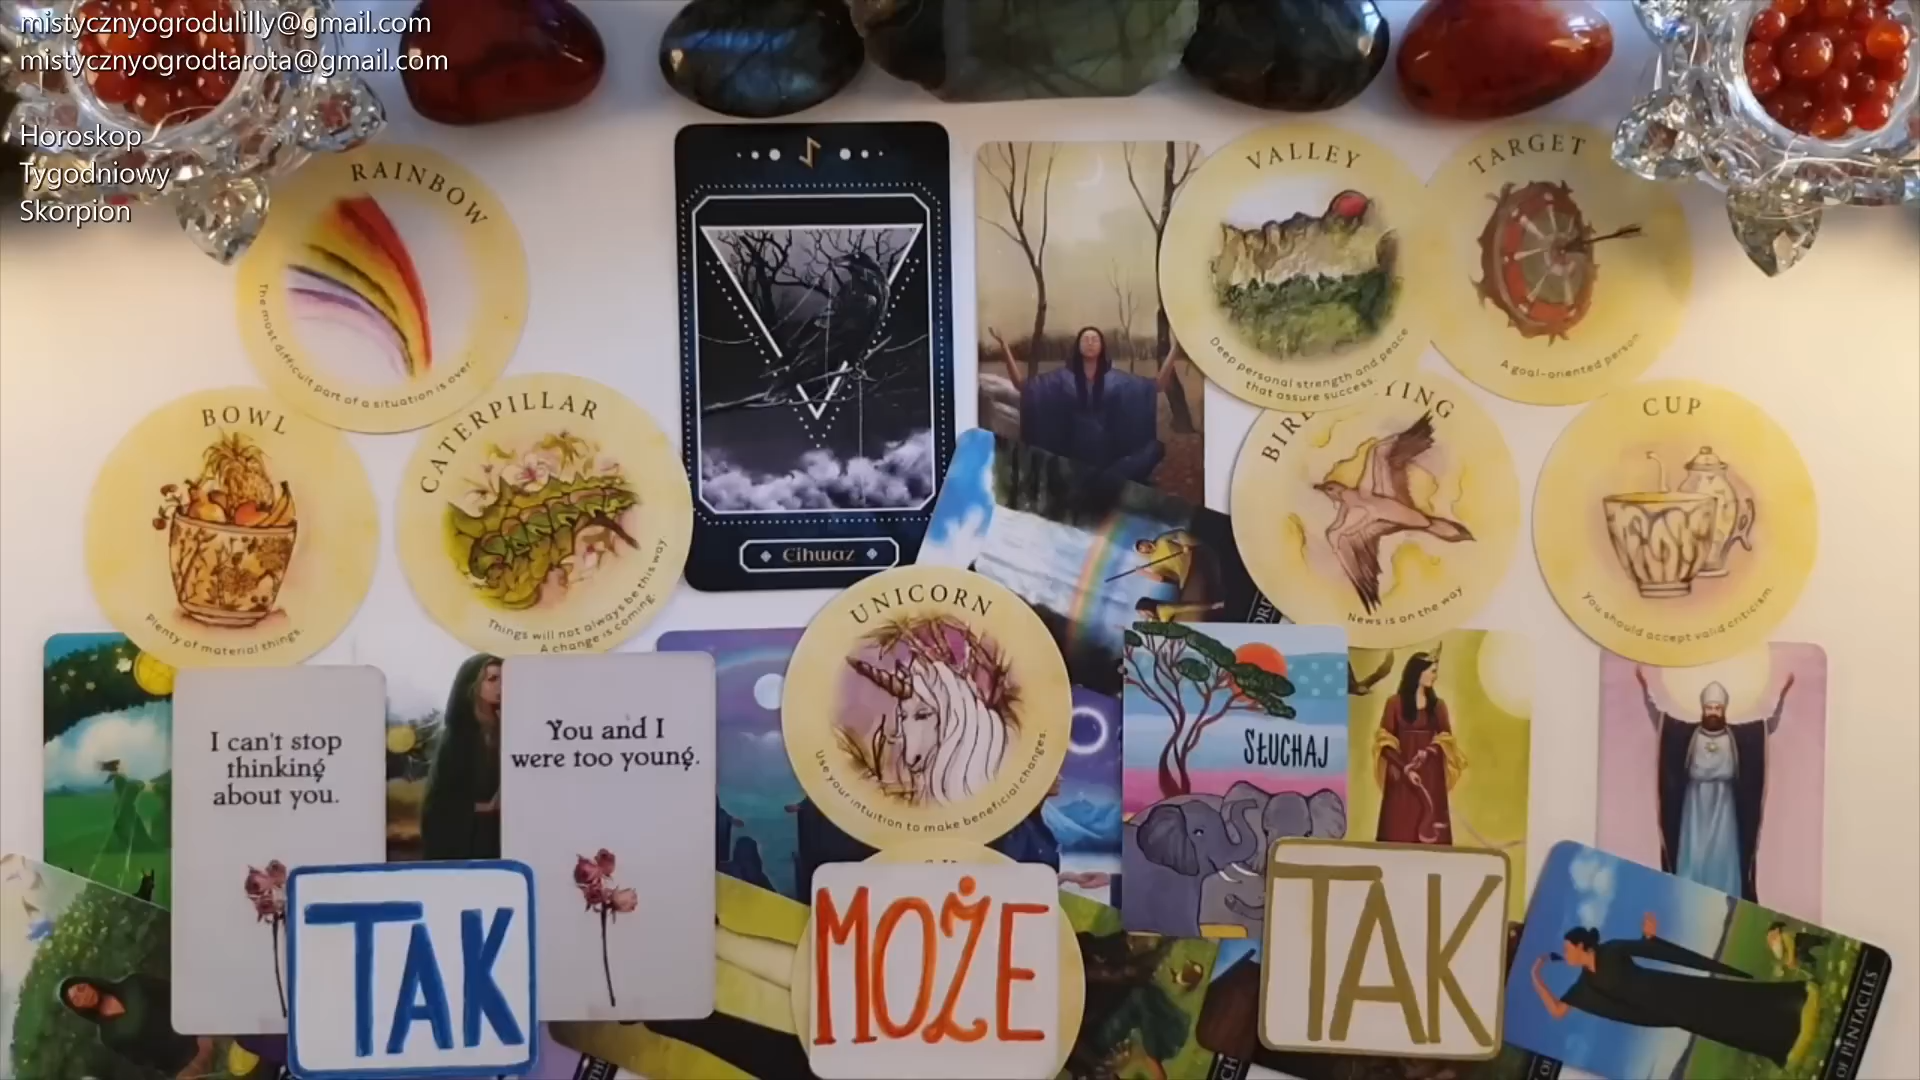 mistycznyogrodulilly@gmail.com
mistycznyogrodtarota@gmail.com
Horoskop
Tygodniowy
Skorpion
RAINBOW
The most difficult part of a situation is over.
VALLEY
Deep personal strength and peace
that assure success.
TARGET
A goal-oriented person
BOWL
Plenty of material things.
CATERPILLAR
Things will not always be this way.
A change is coming.
Eihwaz
News is on the way
CUP
You should accept valid criticism.
UNICORN
Use your intuition to make beneficial changes.
I can't stop
thinking
about you.
You and I
were too young.
SŁUCHAJ
TAK
MOŻE
TAK
OF PENTACLES